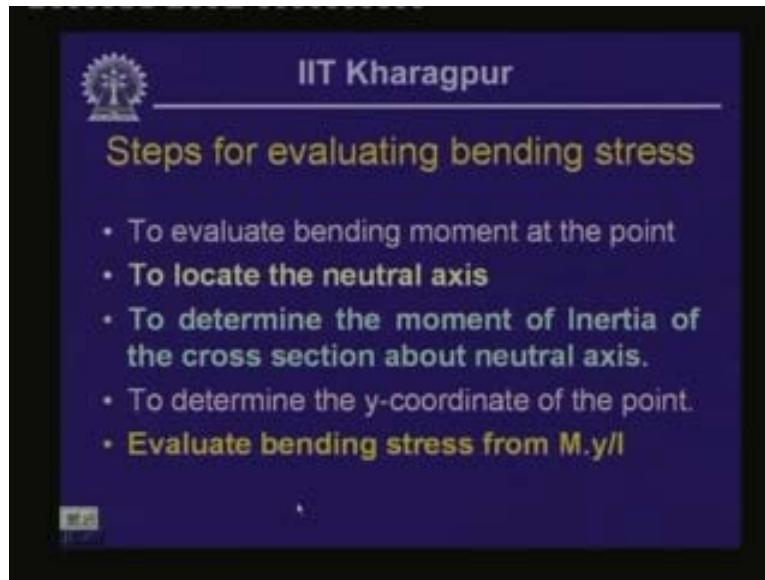 IIT Kharagpur
Steps for evaluating bending stress
• To evaluate bending moment at the point
• To locate the neutral axis
• To determine the moment of Inertia of
the cross section about neutral axis.
• To determine the y-coordinate of the point.
• Evaluate bending stress from M.y/I